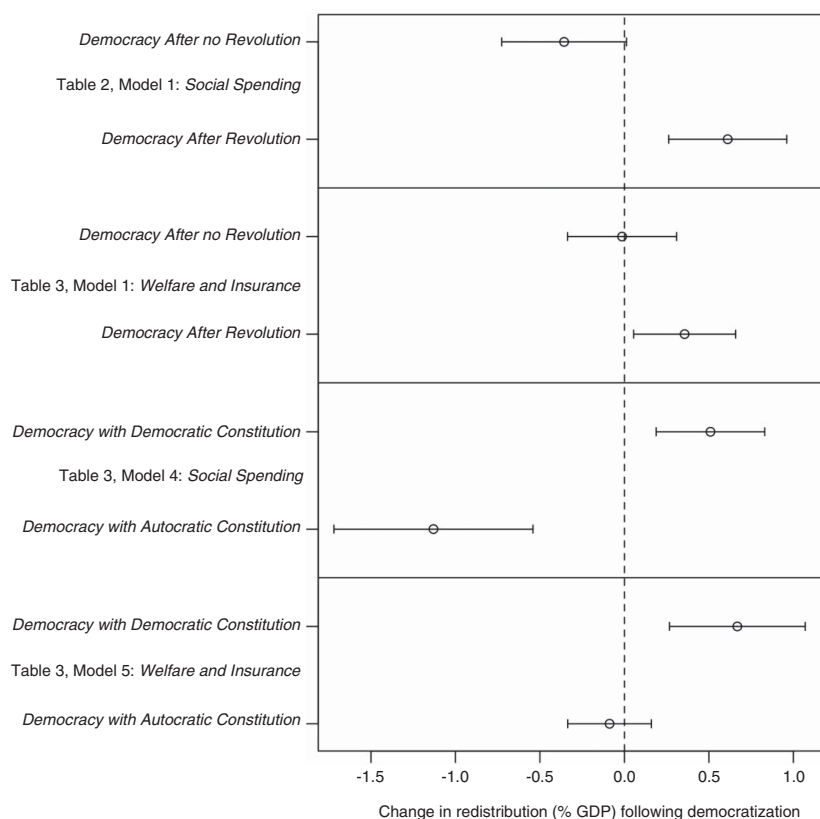 Democracy After no Revolution
Table 2, Model 1: Social Spending
Democracy After Revolution
Democracy After no Revolution
Table 3, Model 1: Welfare and Insurance
Democracy After Revolution
Democracy with Democratic Constitution
Table 3, Model 4: Social Spending
Democracy with Autocratic Constitution
Democracy with Democratic Constitution
Table 3, Model 5: Welfare and Insurance
Democracy with Autocratic Constitution
-1.5 -1.0 -0.5 0.0 0.5 1.0
Change in redistribution (% GDP) following democratization